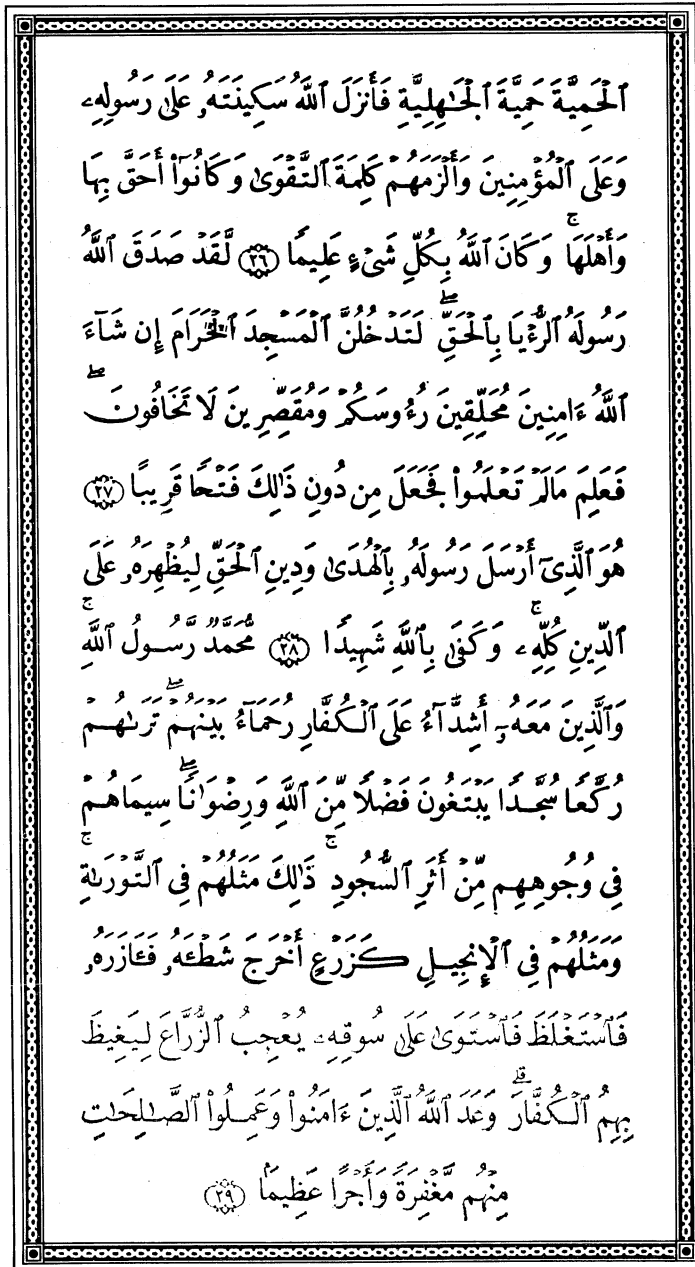 ٱلۡحَمِيَّةَ حَمِيَّةَ ٱلۡجَـٰهِلِيَّةِ فَأَنزَلَ ٱللَّهُ سَكِينَتَهُۥ عَلَىٰ رَسُولِهِۦ
وَعَلَى ٱلۡمُؤۡمِنِينَ وَأَلۡزَمَهُمۡ كَلِمَةَ ٱلتَّقۡوَىٰ وَكَانُوٓاْ أَحَقَّ بِهَا
وَأَهۡلَهَاۚ وَكَانَ ٱللَّهُ بِكُلِّ شَىۡءٍ عَلِيمٗا ٢٦ لَّقَدۡ صَدَقَ ٱللَّهُ
رَسُولَهُ ٱلرُّءۡيَا بِٱلۡحَقِّۖ لَتَدۡخُلُنَّ ٱلۡمَسۡجِدَ ٱلۡحَرَامَ إِن شَآءَ
ٱللَّهُ ءَامِنِينَ مُحَلِّقِينَ رُءُوسَكُمۡ وَمُقَصِّرِينَ لَا تَخَافُونَۖ
فَعَلِمَ مَا لَمۡ تَعۡلَمُواْ فَجَعَلَ مِن دُونِ ذَٰلِكَ فَتۡحٗا قَرِيبًا ٢٧
هُوَ ٱلَّذِىٓ أَرۡسَلَ رَسُولَهُۥ بِٱلۡهُدَىٰ وَدِينِ ٱلۡحَقِّ لِيُظۡهِرَهُۥ عَلَى
ٱلدِّينِ كُلِّهِۦۚ وَكَفَىٰ بِٱللَّهِ شَهِيدٗا ٢٨ مُّحَمَّدٞ رَّسُولُ ٱللَّهِۚ
وَٱلَّذِينَ مَعَهُۥٓ أَشِدَّآءُ عَلَى ٱلۡكُفَّارِ رُحَمَآءُ بَيۡنَهُمۡۖ تَرَىٰهُمۡ
رُكَّعٗا سُجَّدٗا يَبۡتَغُونَ فَضۡلٗا مِّنَ ٱللَّهِ وَرِضۡوَٰنٗاۖ سِيمَاهُمۡ
فِى وُجُوهِهِم مِّنۡ أَثَرِ ٱلسُّجُودِۚ ذَٰلِكَ مَثَلُهُمۡ فِى ٱلتَّوۡرَىٰةِۚ
وَمَثَلُهُمۡ فِى ٱلۡإِنجِيلِ كَزَرۡعٍ أَخۡرَجَ شَطۡـَٔهُۥ فَـَٔازَرَهُۥ
فَٱسۡتَغۡلَظَ فَٱسۡتَوَىٰ عَلَىٰ سُوقِهِۦ يُعۡجِبُ ٱلزُّرَّاعَ لِيَغِيظَ
بِهِمُ ٱلۡكُفَّارَۗ وَعَدَ ٱللَّهُ ٱلَّذِينَ ءَامَنُواْ وَعَمِلُواْ ٱلصَّـٰلِحَـٰتِ
مِنۡهُم مَّغۡفِرَةٗ وَأَجۡرًا عَظِيمَۢا ٢٩